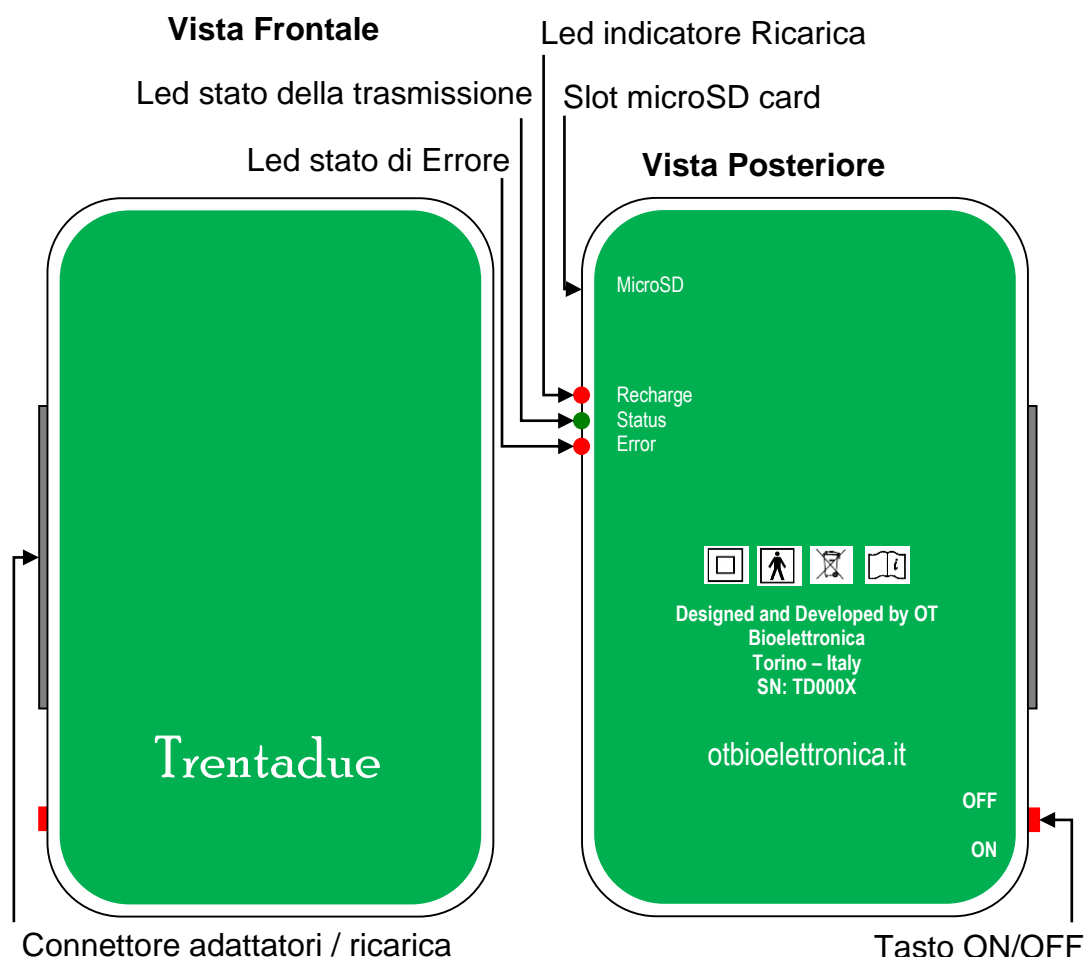 Vista Frontale
Led indicatore Ricarica
Led stato della trasmissione
Slot microSD card
Led stato di Errore
Vista Posteriore
MicroSD
Recharge
Status
Error
i
Designed and Developed by OT
Bioelettronica
Torino – Italy
SN: TD000X
Trentadue
otbioelettronica.it
OFF
ON
Connettore adattatori / ricarica
Tasto ON/OFF